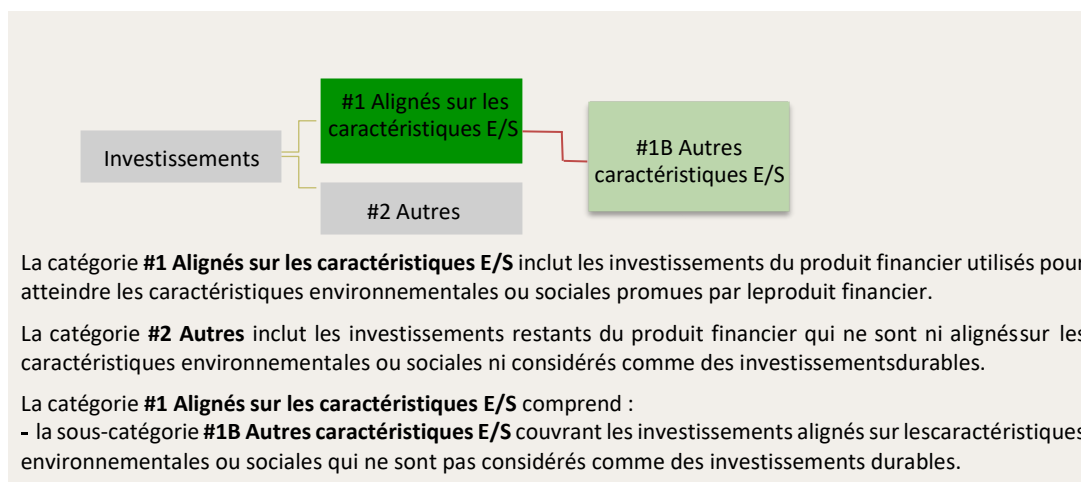 #1 Alignés sur les
caractéristiques E/S
Investissements
#1B Autres
caractéristiques E/S
#2 Autres
La catégorie #1 Alignés sur les caractéristiques E/S inclut les investissements du produit financier utilisés pour
atteindre les caractéristiques environnementales ou sociales promues par leproduit financier.
La catégorie #2 Autres inclut les investissements restants du produit financier qui ne sont ni alignéssur les
caractéristiques environnementales ou sociales ni considérés comme des investissementsdurables.
La catégorie #1 Alignés sur les caractéristiques E/S comprend :
- la sous-catégorie #1B Autres caractéristiques E/S couvrant les investissements alignés sur lescaractéristiques
environnementales ou sociales qui ne sont pas considérés comme des investissements durables.